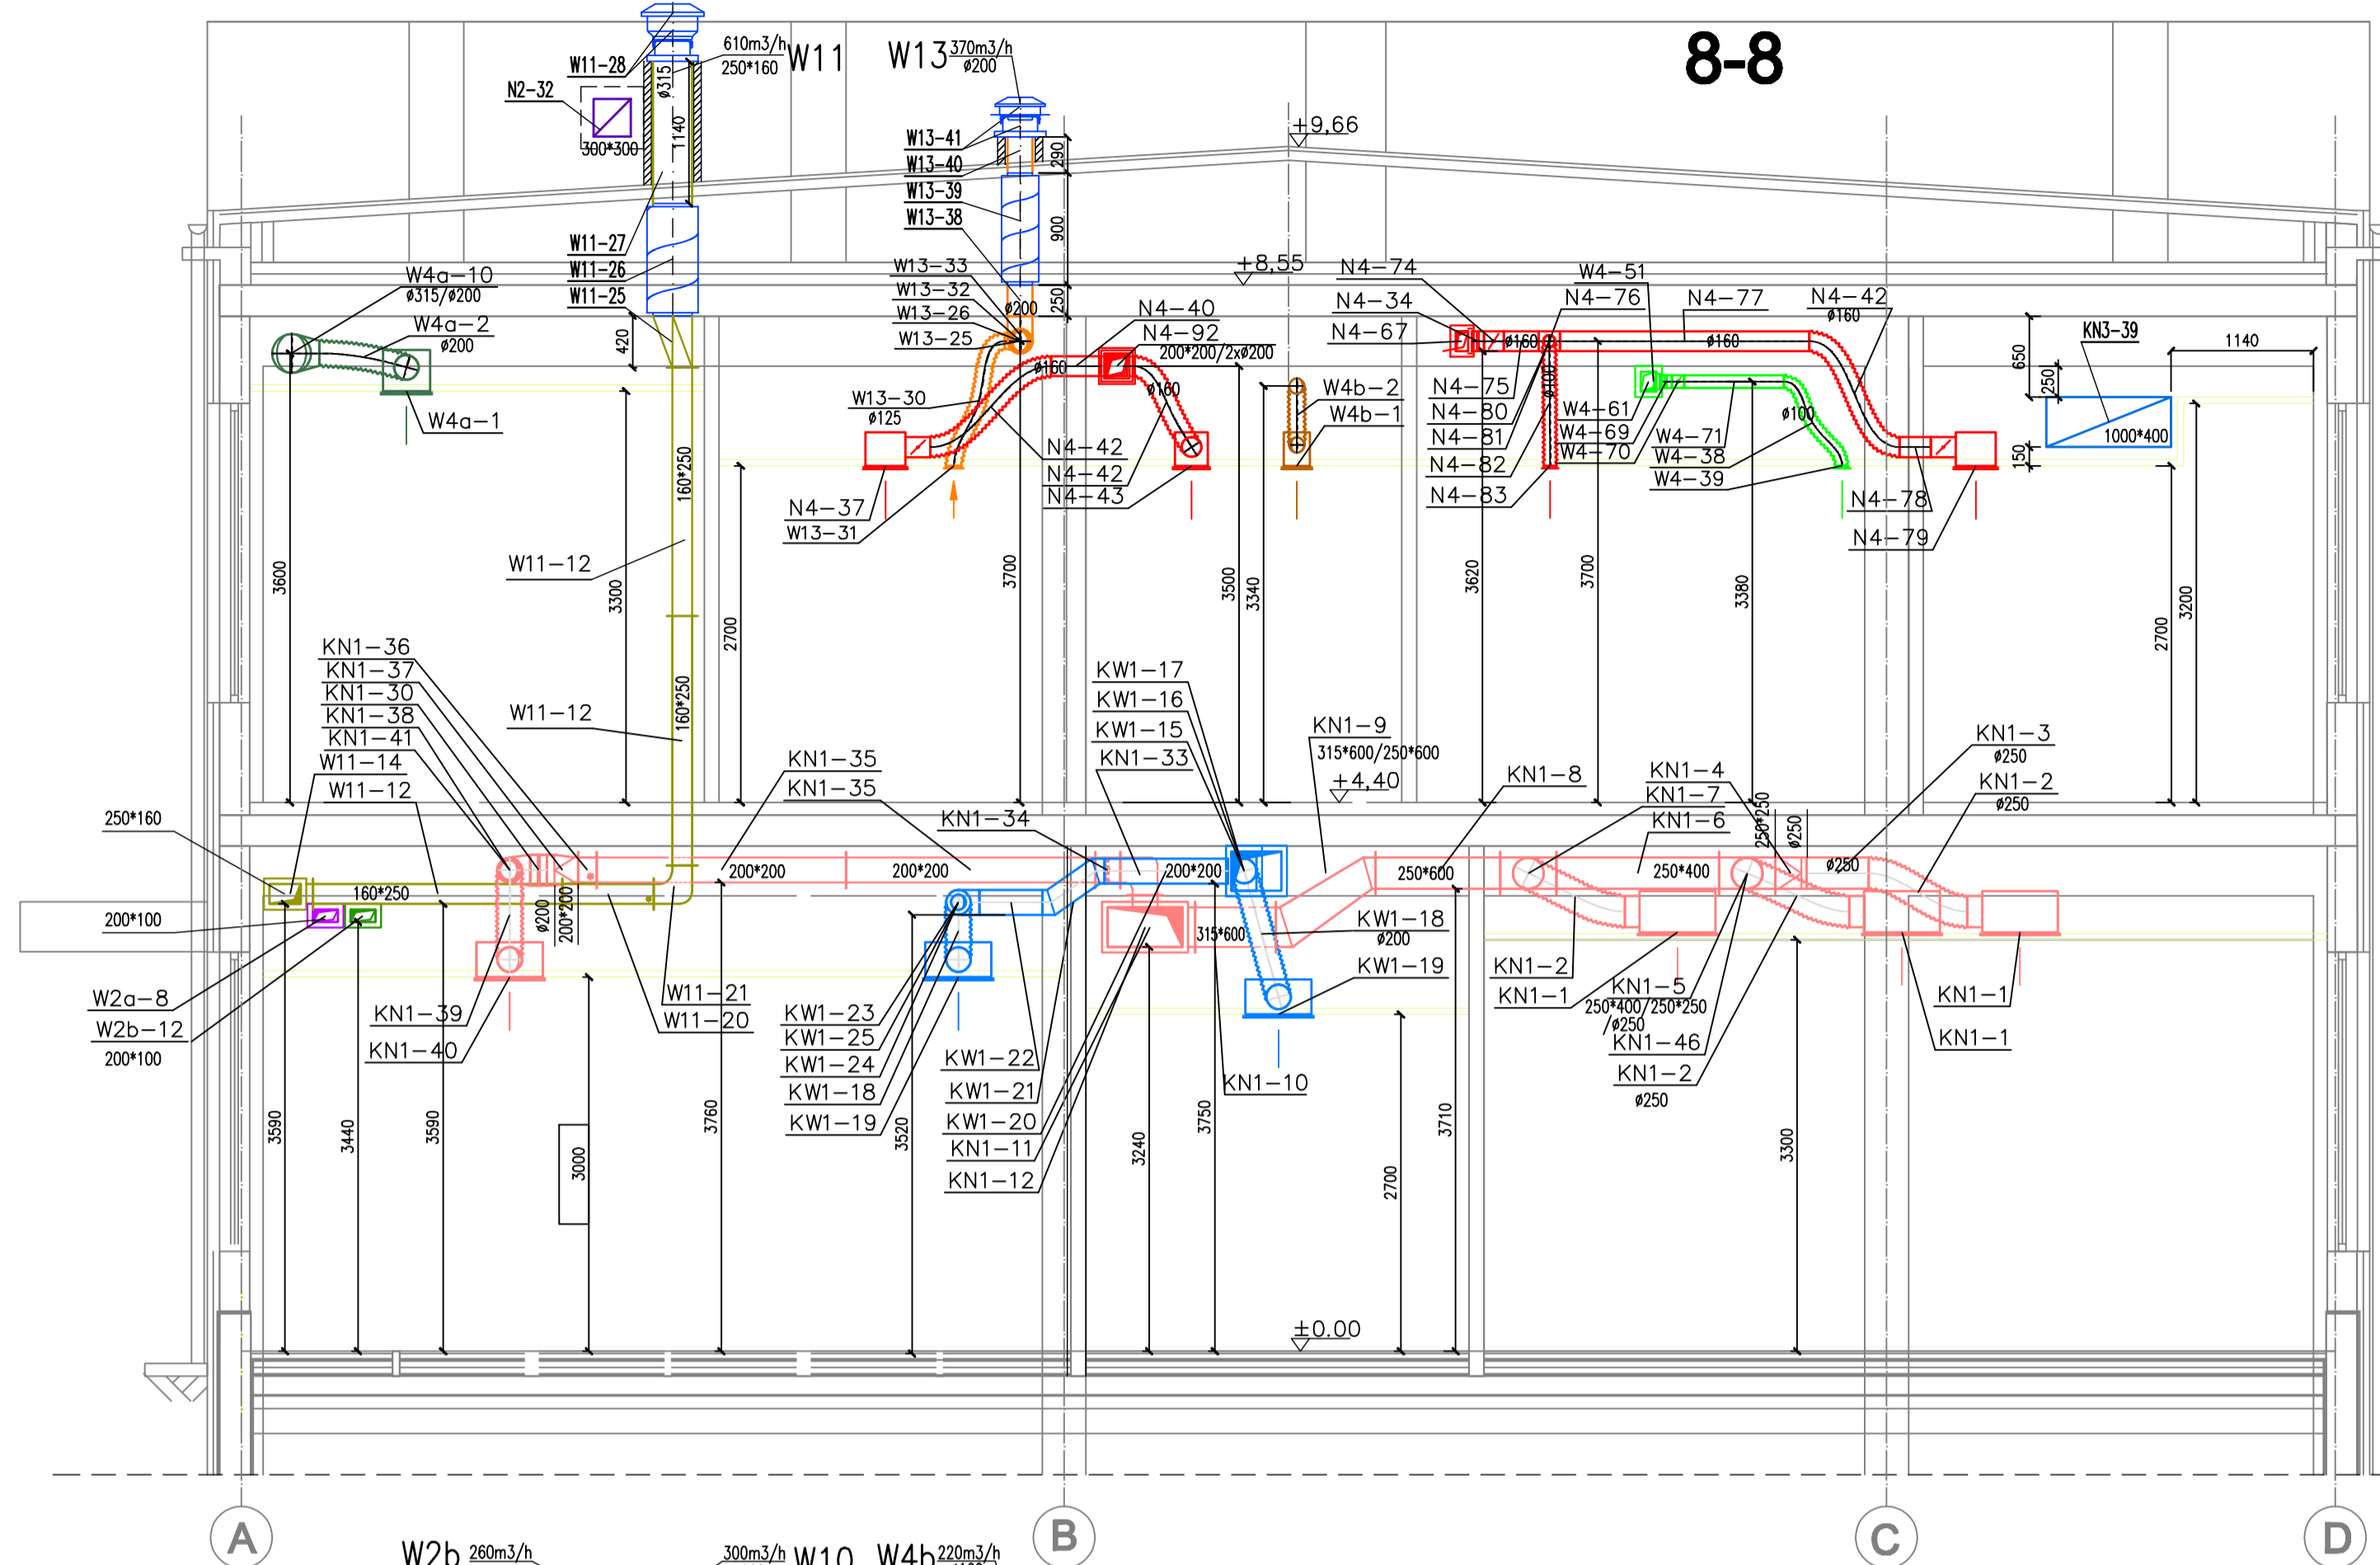 8-8
610m3/h
250*160
W11
W13
370m3/h
ø200
W11-28
N2-32
300*300
ø315
1140
W13-41
W13-40
W13-39
W13-38
290
900
250
+9,66
+8,55
W11-27
W11-26
W11-25
W4a-10
ø315/ø200
W4a-2
ø200
W4a-1
420
W13-33
W13-32
W13-26
W13-25
ø200
N4-40
N4-92
200*200/2xø200
ø160
ø160
W13-30
ø125
N4-42
N4-42
N4-43
N4-37
W13-31
W4b-2
W4b-1
N4-74
N4-34
N4-67
W4-51
N4-76
N4-77
N4-42
ø160
ø160
ø160
ø100
N4-75
N4-80
N4-81
N4-82
N4-83
W4-61
W4-69
W4-70
W4-71
W4-38
W4-39
ø100
N4-78
N4-79
KN3-39
1000*400
650
250
150
1140
3600
3300
2700
3700
3500
3340
3620
3700
3380
2700
3200
160*250
160*250
W11-12
W11-12
KN1-36
KN1-37
KN1-30
KN1-38
KN1-41
W11-14
W11-12
250*160
200*100
W2a-8
W2b-12
200*100
160*250
ø200
200*200
KN1-39
KN1-40
W11-21
W11-20
KN1-35
KN1-35
200*200
200*200
KN1-34
KW1-17
KW1-16
KW1-15
KN1-33
200*200
KN1-9
315*600/250*600
+4,40
KN1-8
KN1-4
KN1-7
KN1-6
250*250
ø250
KN1-3
ø250
KN1-2
ø250
250*600
250*400
ø250
315*600
KW1-18
ø200
KW1-19
KN1-2
KN1-1
KN1-5
250*400/250*250
/ø250
KN1-46
KN1-2
ø250
KN1-1
KN1-1
KW1-23
KW1-25
KW1-24
KW1-18
KW1-19
KW1-22
KW1-21
KW1-20
KN1-11
KN1-12
KN1-10
3590
3440
3590
3000
3760
3520
3240
3750
2700
3710
3300
±0.00
A
B
C
D
W2b
260m3/h
300m3/h
W10
W4b
220m3/h